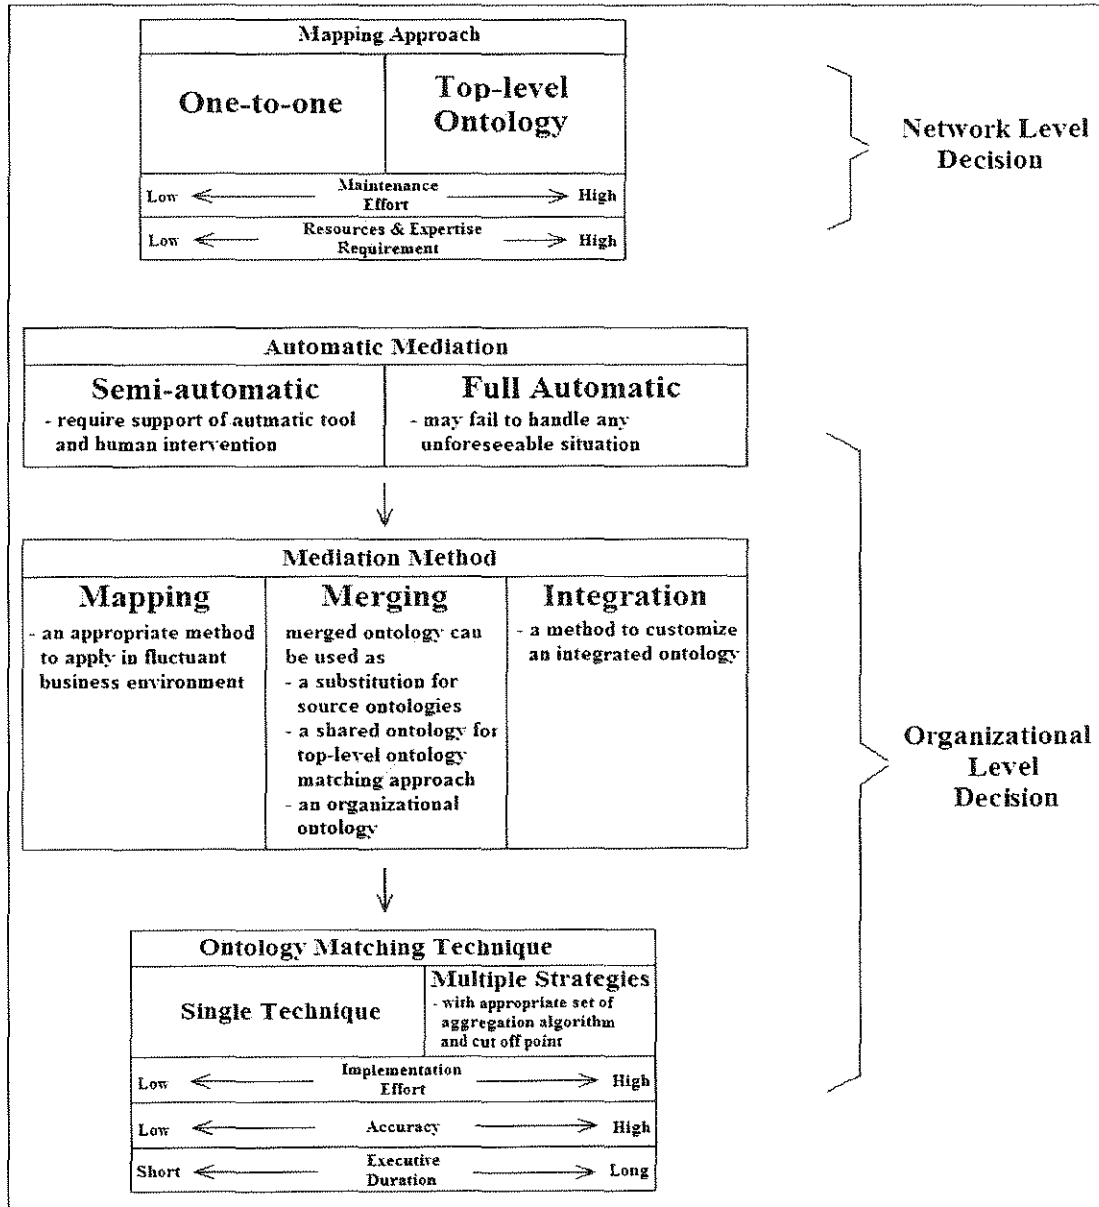 Mapping Approach
One-to-one
Top-level
Ontology
Low Maintenance Effort High
Low Resources & Expertise Requirement High
Network Level
Decision
Automatic Mediation
Semi-automatic
- require support of autmatic tool
and human intervention
Full Automatic
- may fail to handle any
unforeseeable situation
Mediation Method
Mapping
- an appropriate method
to apply in fluctuant
business environment
Merging
merged ontology can
be used as
- a substitution for
source ontologies
- a shared ontology for
top-level ontology
matching approach
- an organizational
ontology
Integration
- a method to customize
an integrated ontology
Organizational
Level
Decision
Ontology Matching Technique
Single Technique
Multiple Strategies
- with appropriate set of
aggregation algorithm
and cut off point
Low Implementation Effort High
Low Accuracy High
Short Executive Duration Long